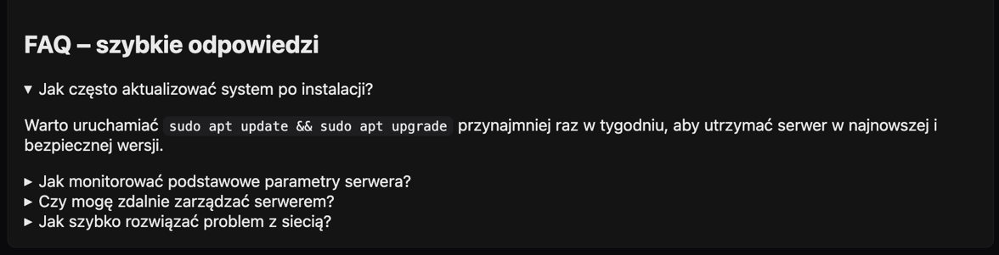 FAQ – szybkie odpowiedzi
▼ Jak często aktualizować system po instalacji?
Warto uruchamiać sudo apt update && sudo apt upgrade przynajmniej raz w tygodniu, aby utrzymać serwer w najnowszej i
bezpiecznej wersji.
▶ Jak monitorować podstawowe parametry serwera?
▶ Czy mogę zdalnie zarządzać serwerem?
▶ Jak szybko rozwiązać problem z siecią?